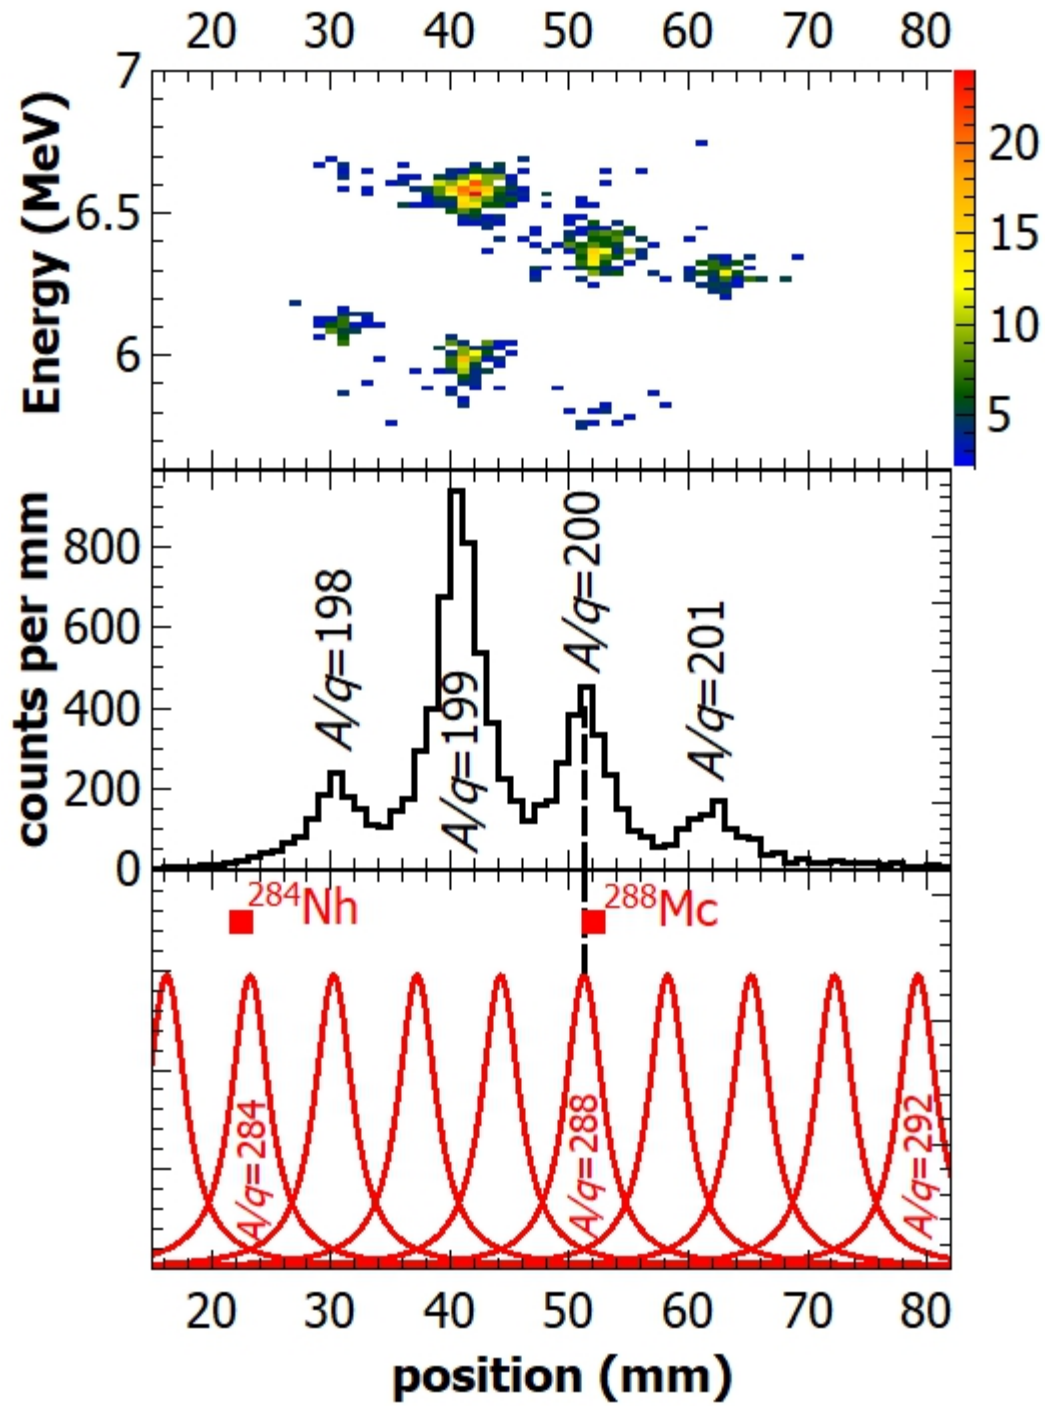 20 30 40 50 60 70 80
7
6.5
6
Energy (MeV)
20
15
10
5
800
600
400
200
0
counts per mm
A/q=198
A/q=199
A/q=200
A/q=201
284Nh
288Mc
A/q=284
A/q=288
A/q=292
20 30 40 50 60 70 80
position (mm)